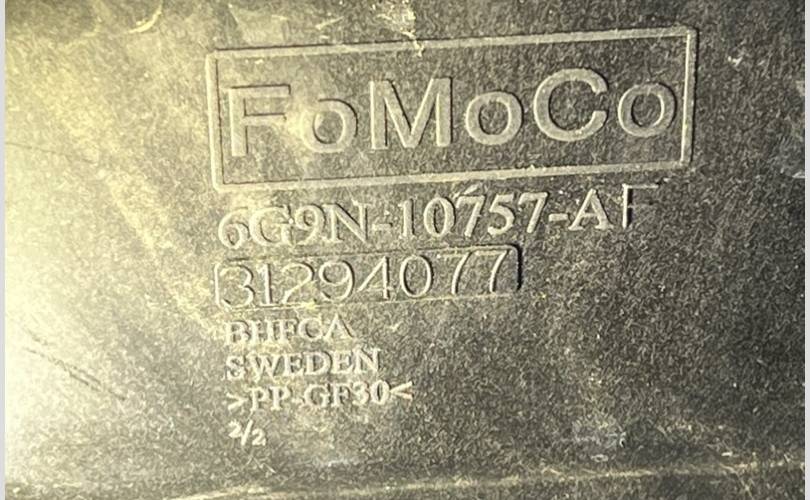 FoMoCo
6G9N-10757-AF
31294077
BHFCA
SWEDEN
>PP-GF30<
2/2